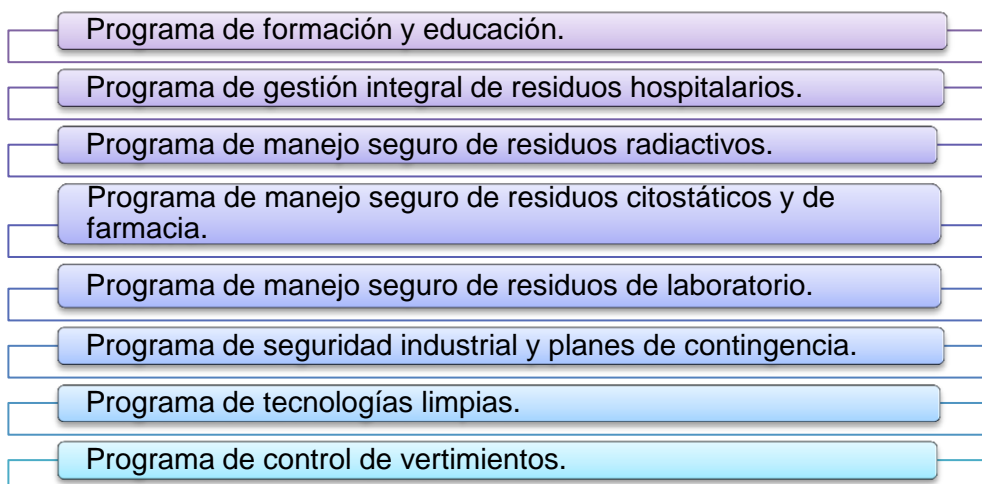 Programa de formación y educación.
Programa de gestión integral de residuos hospitalarios.
Programa de manejo seguro de residuos radiactivos.
Programa de manejo seguro de residuos citostáticos y de
farmacia.
Programa de manejo seguro de residuos de laboratorio.
Programa de seguridad industrial y planes de contingencia.
Programa de tecnologías limpias.
Programa de control de vertimientos.